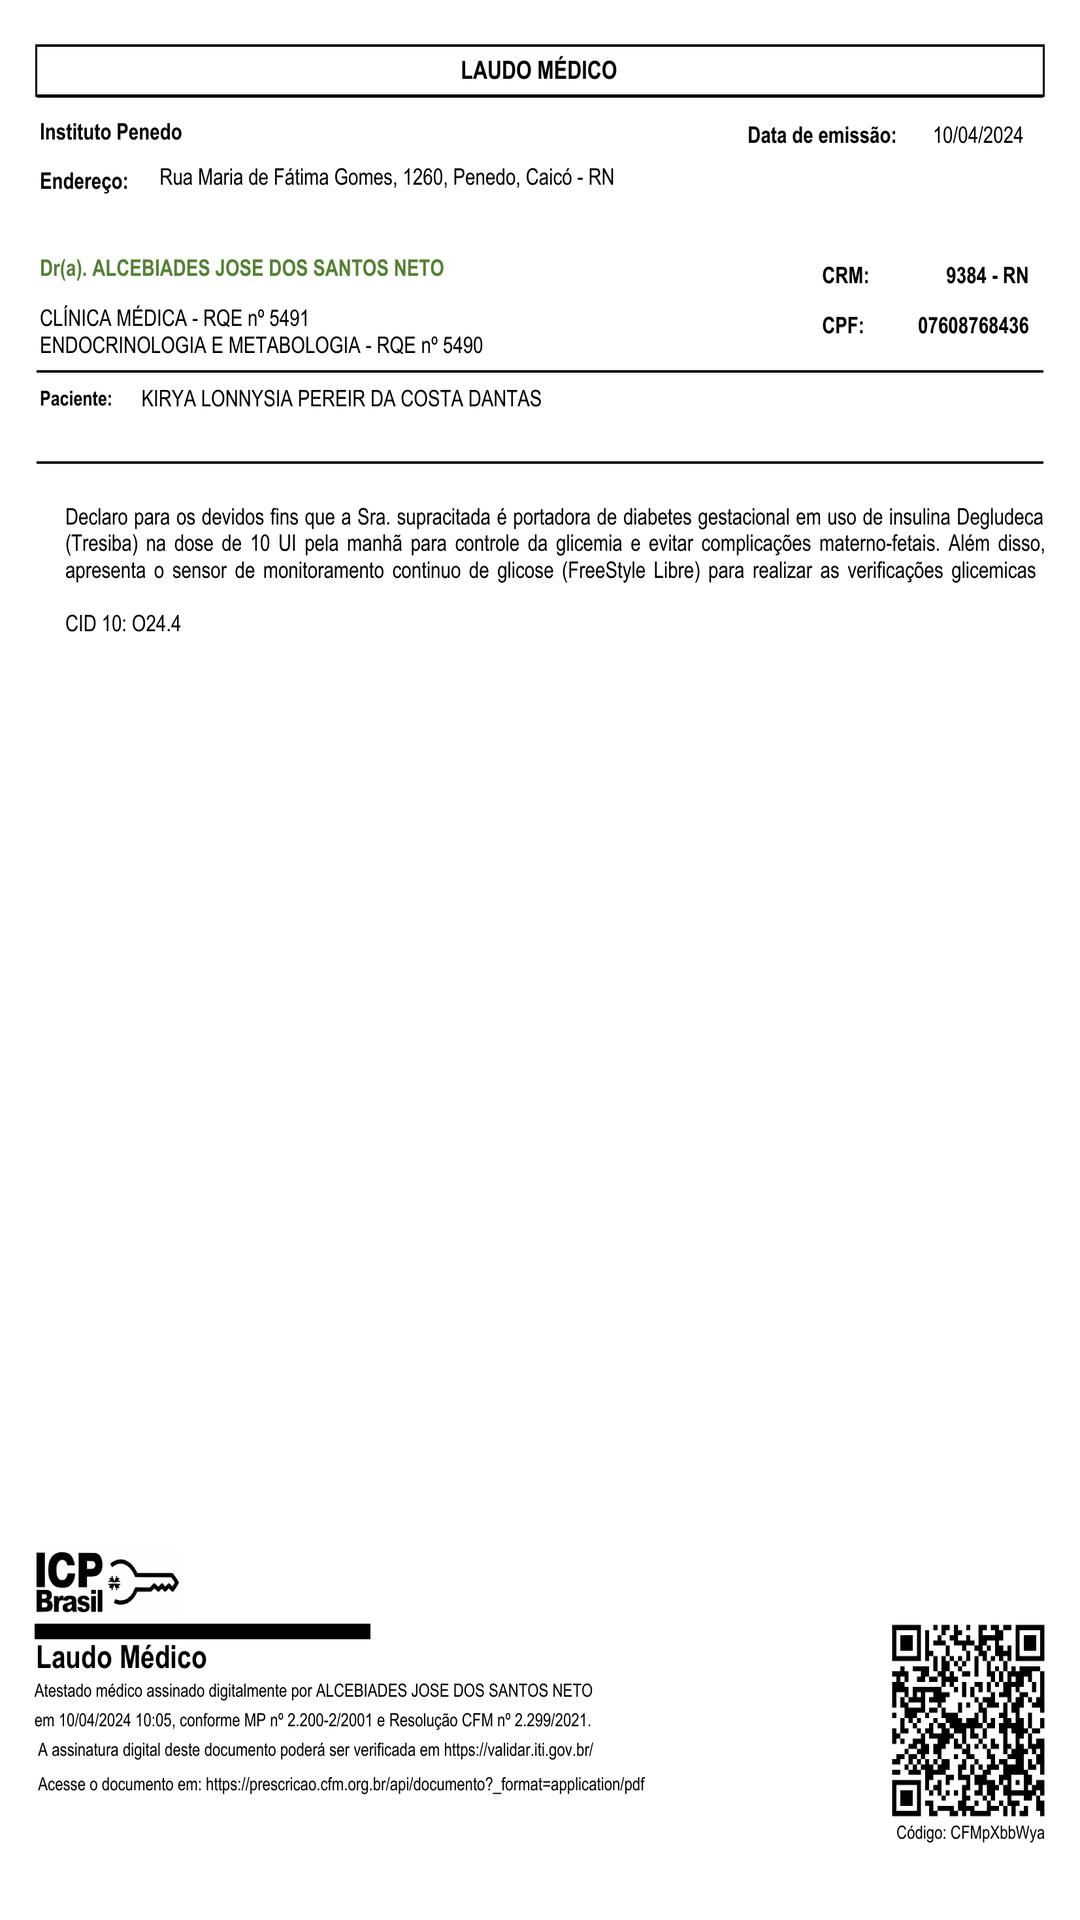 LAUDO MÉDICO
Instituto Penedo
Data de emissão: 10/04/2024
Endereço: Rua Maria de Fátima Gomes, 1260, Penedo, Caicó - RN
Dr(a). ALCEBIADES JOSE DOS SANTOS NETO
CRM: 9384 - RN
CLÍNICA MÉDICA - RQE nº 5491
CPF: 07608768436
ENDOCRINOLOGIA E METABOLOGIA - RQE nº 5490
Paciente: KIRYA LONNYSIA PEREIR DA COSTA DANTAS
Declaro para os devidos fins que a Sra. supracitada é portadora de diabetes gestacional em uso de insulina Degludeca
(Tresiba) na dose de 10 UI pela manhã para controle da glicemia e evitar complicações materno-fetais. Além disso,
apresenta o sensor de monitoramento continuo de glicose (FreeStyle Libre) para realizar as verificações glicemicas
CID 10: O24.4
ICP
Brasil
Laudo Médico
Atestado médico assinado digitalmente por ALCEBIADES JOSE DOS SANTOS NETO
em 10/04/2024 10:05, conforme MP nº 2.200-2/2001 e Resolução CFM nº 2.299/2021.
A assinatura digital deste documento poderá ser verificada em https://validar.iti.gov.br/
Acesse o documento em: https://prescricao.cfm.org.br/api/documento?_format=application/pdf
Código: CFMpXbbWya